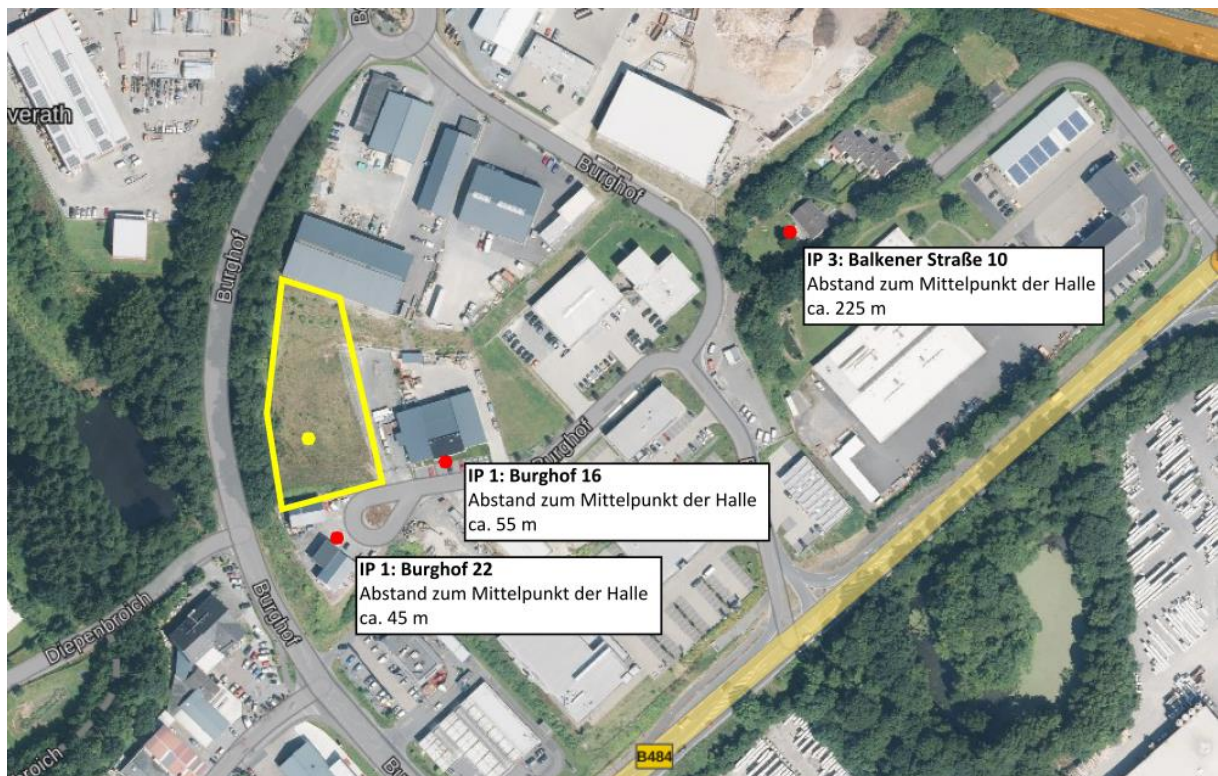 verath
Burghof
Burghof
IP 3: Balkener Straße 10
Abstand zum Mittelpunkt der Halle
ca. 225 m
Burghof
IP 1: Burghof 16
Abstand zum Mittelpunkt der Halle
ca. 55 m
IP 1: Burghof 22
Abstand zum Mittelpunkt der Halle
ca. 45 m
Diepenbroich
Burghof
B484